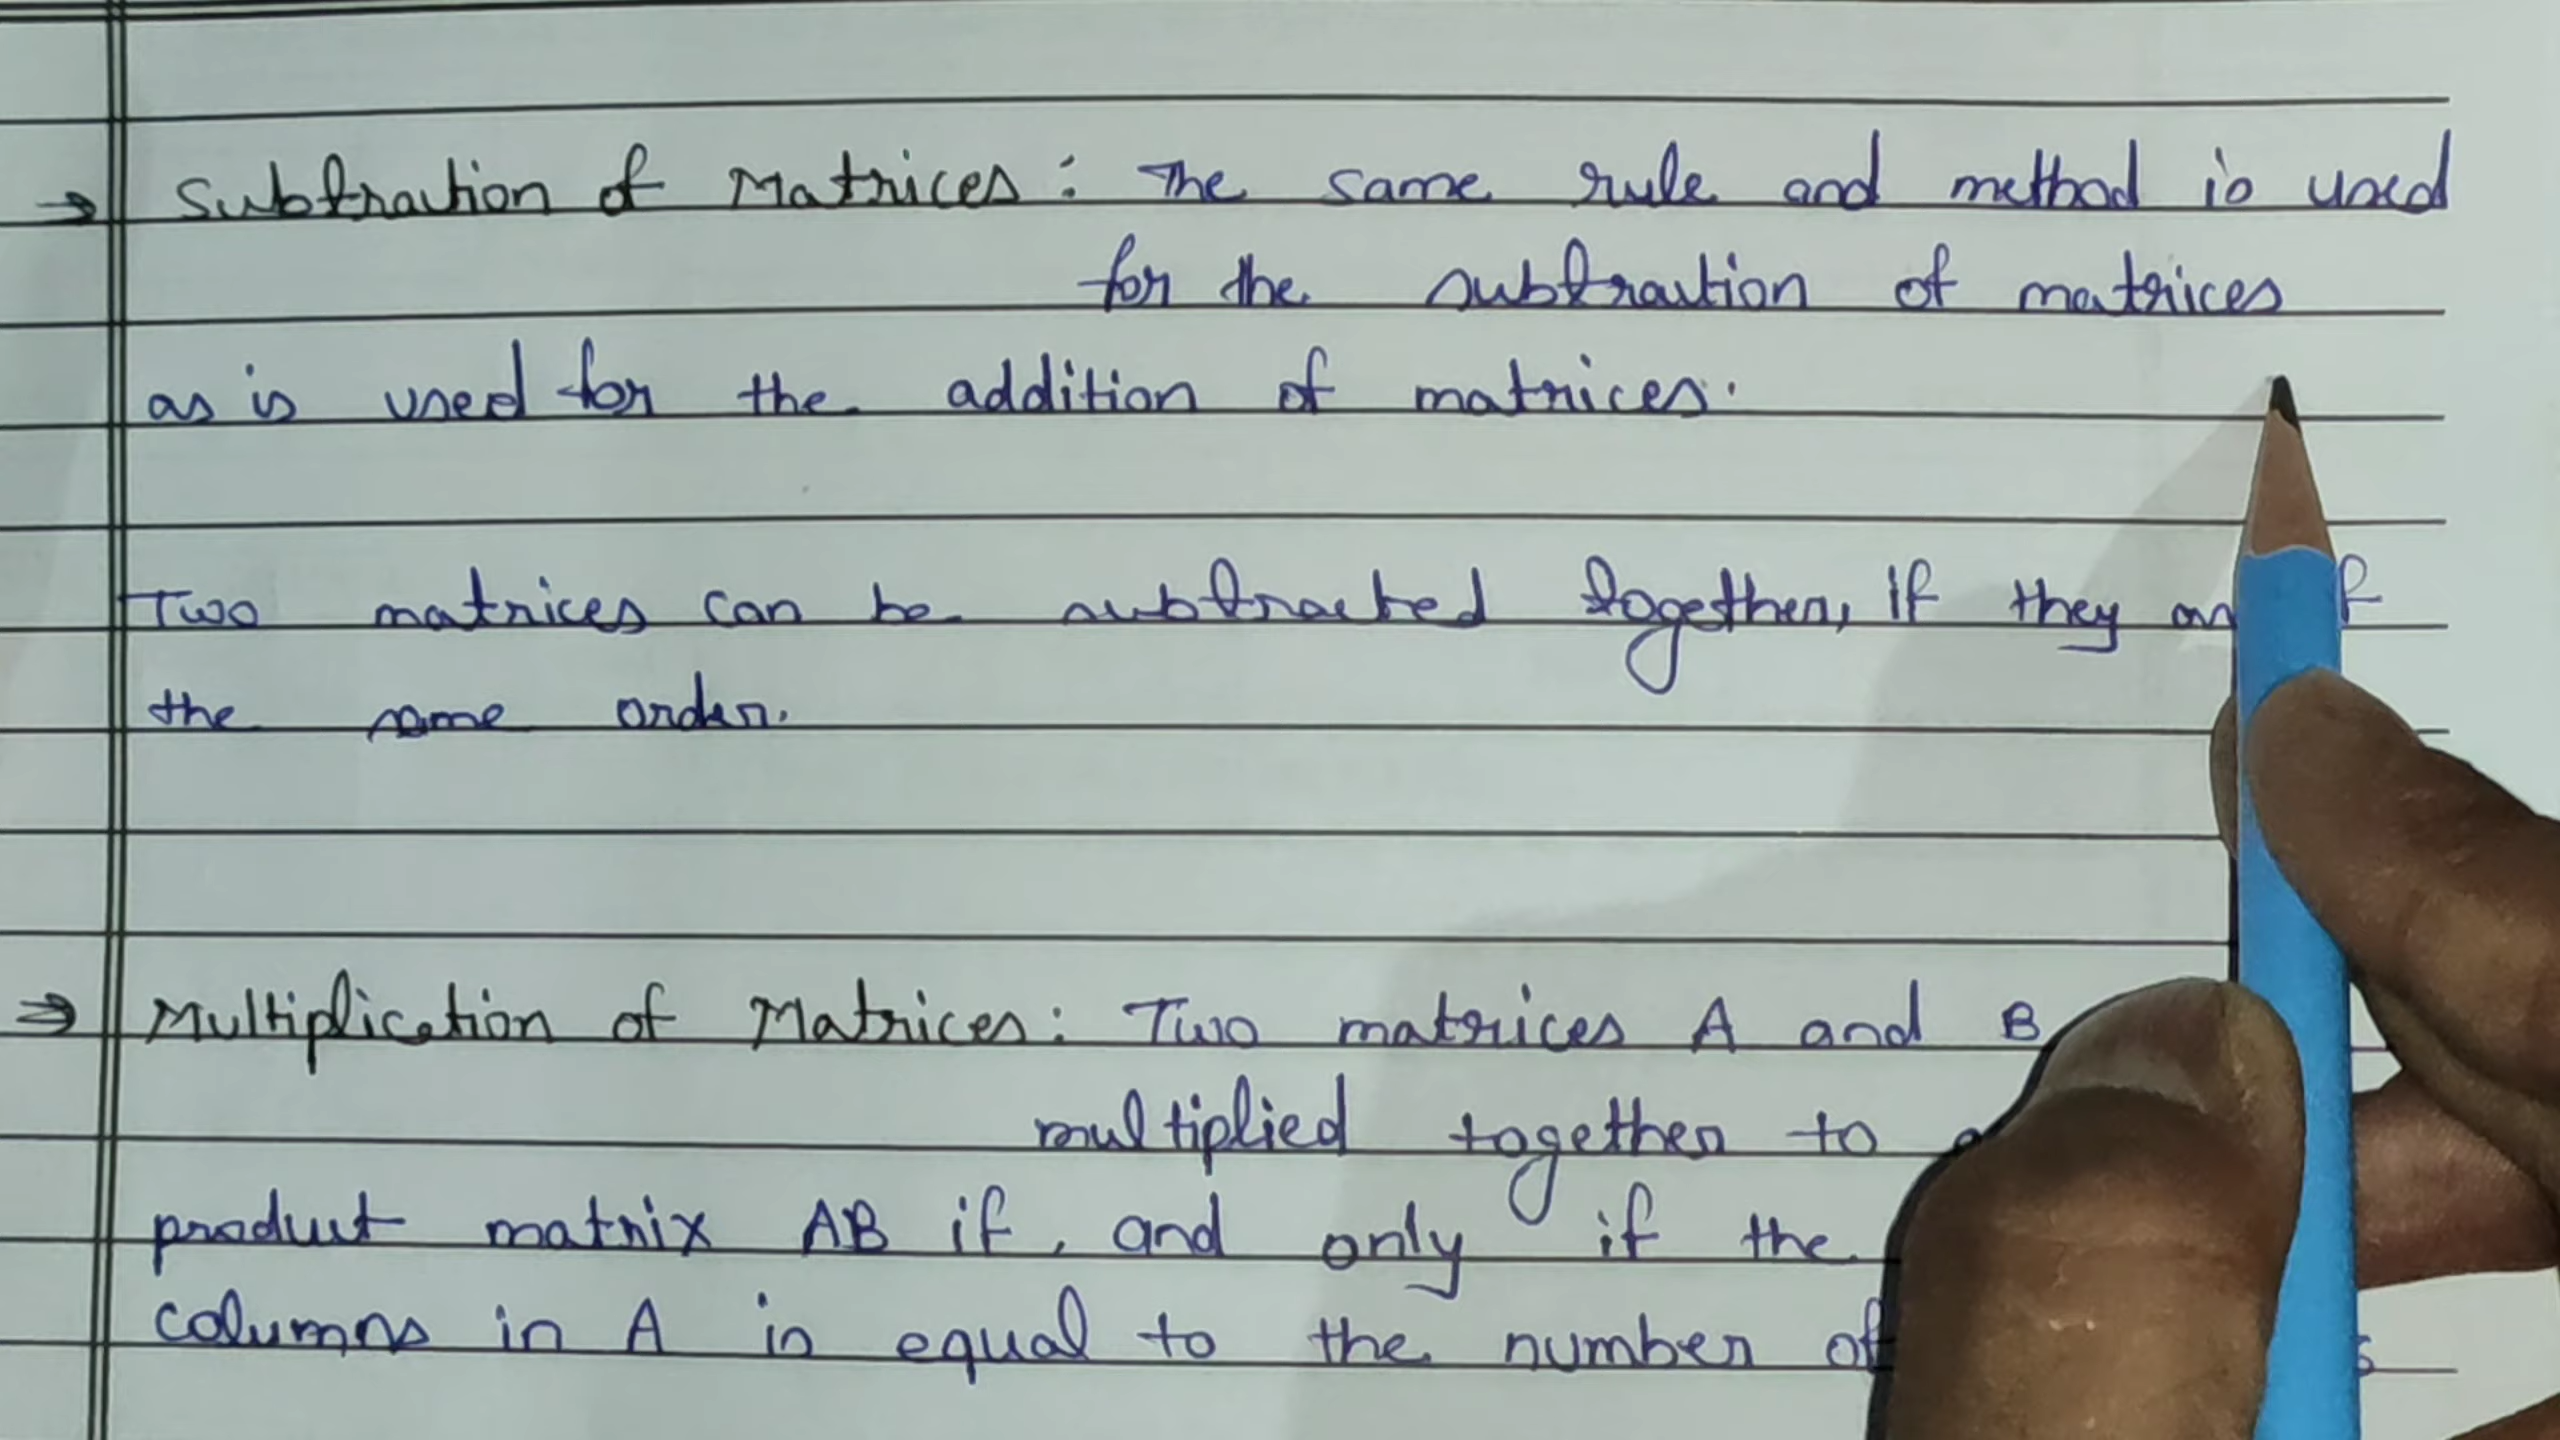 → Subtraction of Matrices: The same rule and method is used
for the subtraction of matrices
as is used for the addition of matrices.
Two matrices can be subtracted together, if they
the same order.
⇒ Multiplication of Matrices: Two matrices A and B
multiplied together to
product matrix AB if, and only if the
columns in A is equal to the number of